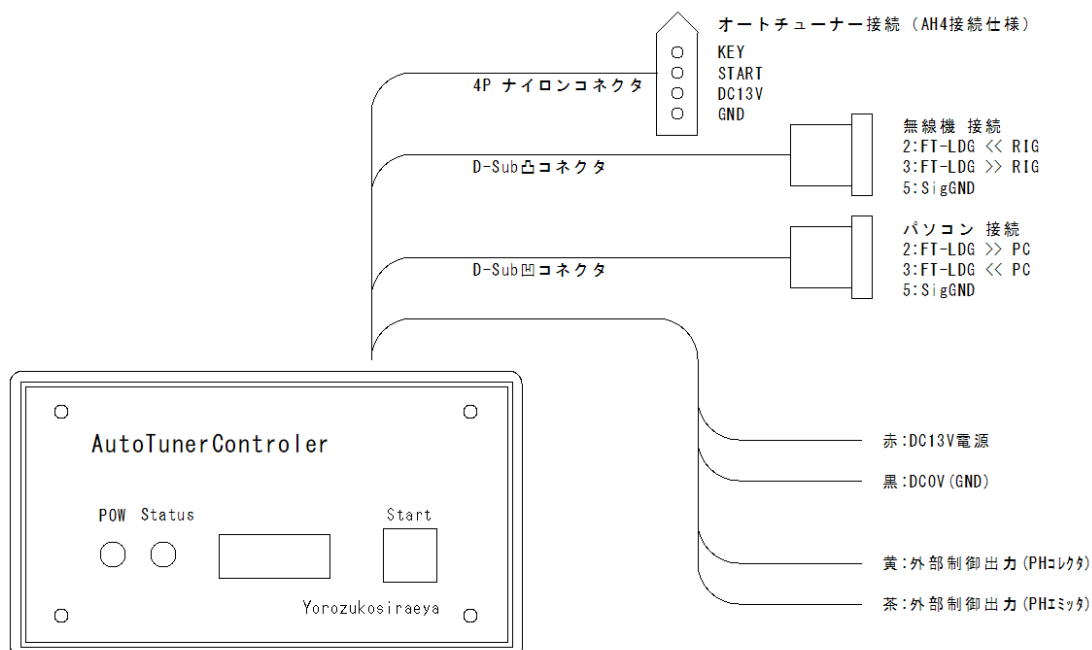 オートチューナー接続 (AH4接続仕様)
KEY
START
DC13V
GND
4P ナイロンコネクタ
無線機 接続
2:FT-LDG << RIG
3:FT-LDG >> RIG
5:SigGND
D-Sub凸コネクタ
パソコン 接続
2:FT-LDG >> PC
3:FT-LDG << PC
5:SigGND
D-Sub凹コネクタ
赤:DC13V電源
黒:DC0V(GND)
黄:外部制御出力(PHｺﾚｸﾀ)
茶:外部制御出力(PHｴﾐｯﾀ)
AutoTunerControler
POW Status
Start
Yorozukosiraeya